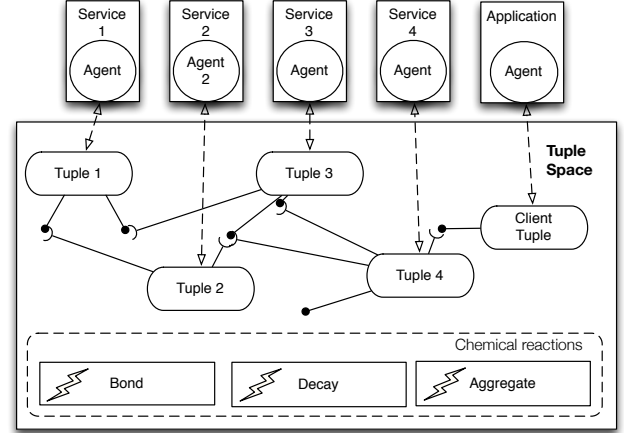 Service
1
Agent
Service
2
Agent
2
Service
3
Agent
Service
4
Agent
Application
Agent
Tuple
Space
Tuple 1
Tuple 3
Client
Tuple
Tuple 2
Tuple 4
Chemical reactions
Bond
Decay
Aggregate